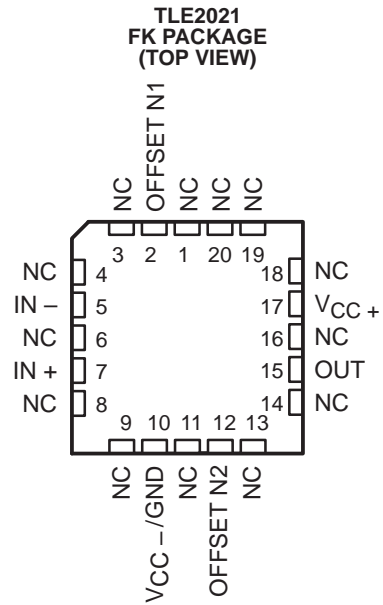 TLE2021
FK PACKAGE
(TOP VIEW)
NC
OFFSET N1
NC
NC
NC
3 2 1 20 19
NC 4
18 NC
IN – 5
17 VCC +
NC 6
16 NC
IN + 7
15 OUT
NC 8
14 NC
9 10 11 12 13
NC
VCC – /GND
NC
OFFSET N2
NC